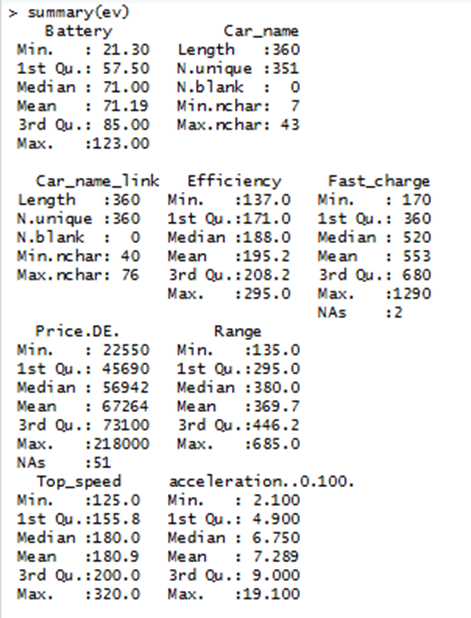 > summary(ev)
Battery Car_name
Min. : 21.30 Length :360
1st Qu.: 57.50 N.unique :351
Median : 71.00 N.blank : 0
Mean : 71.19 Min.nchar: 7
3rd Qu.: 85.00 Max.nchar: 43
Max. :123.00
Car_name_link Efficiency Fast_charge
Length :360 Min. :137.0 Min. : 170
N.unique :360 1st Qu.:171.0 1st Qu.: 360
N.blank : 0 Median :188.0 Median : 520
Min.nchar: 40 Mean :195.2 Mean : 553
Max.nchar: 76 3rd Qu.:208.2 3rd Qu.: 680
Max. :295.0 Max. :1290
NAs :2
Price.DE. Range
Min. : 22550 Min. :135.0
1st Qu.: 45690 1st Qu.:295.0
Median : 56942 Median :380.0
Mean : 67264 Mean :369.7
3rd Qu.: 73100 3rd Qu.:446.2
Max. :218000 Max. :685.0
NAs :51
Top_speed acceleration..0.100.
Min. :125.0 Min. : 2.100
1st Qu.:155.8 1st Qu.: 4.900
Median :180.0 Median : 6.750
Mean :180.9 Mean : 7.289
3rd Qu.:200.0 3rd Qu.: 9.000
Max. :320.0 Max. :19.100